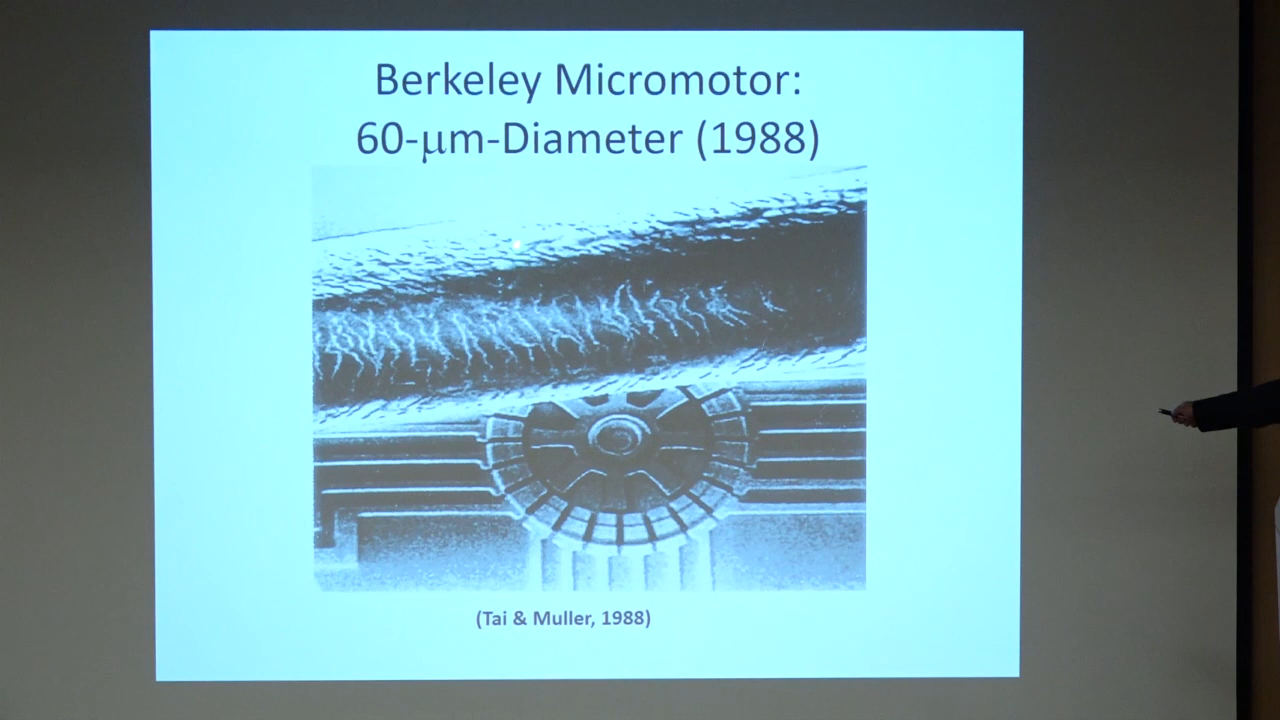 Berkeley Micromotor:
60-μm-Diameter (1988)
(Tai & Muller, 1988)